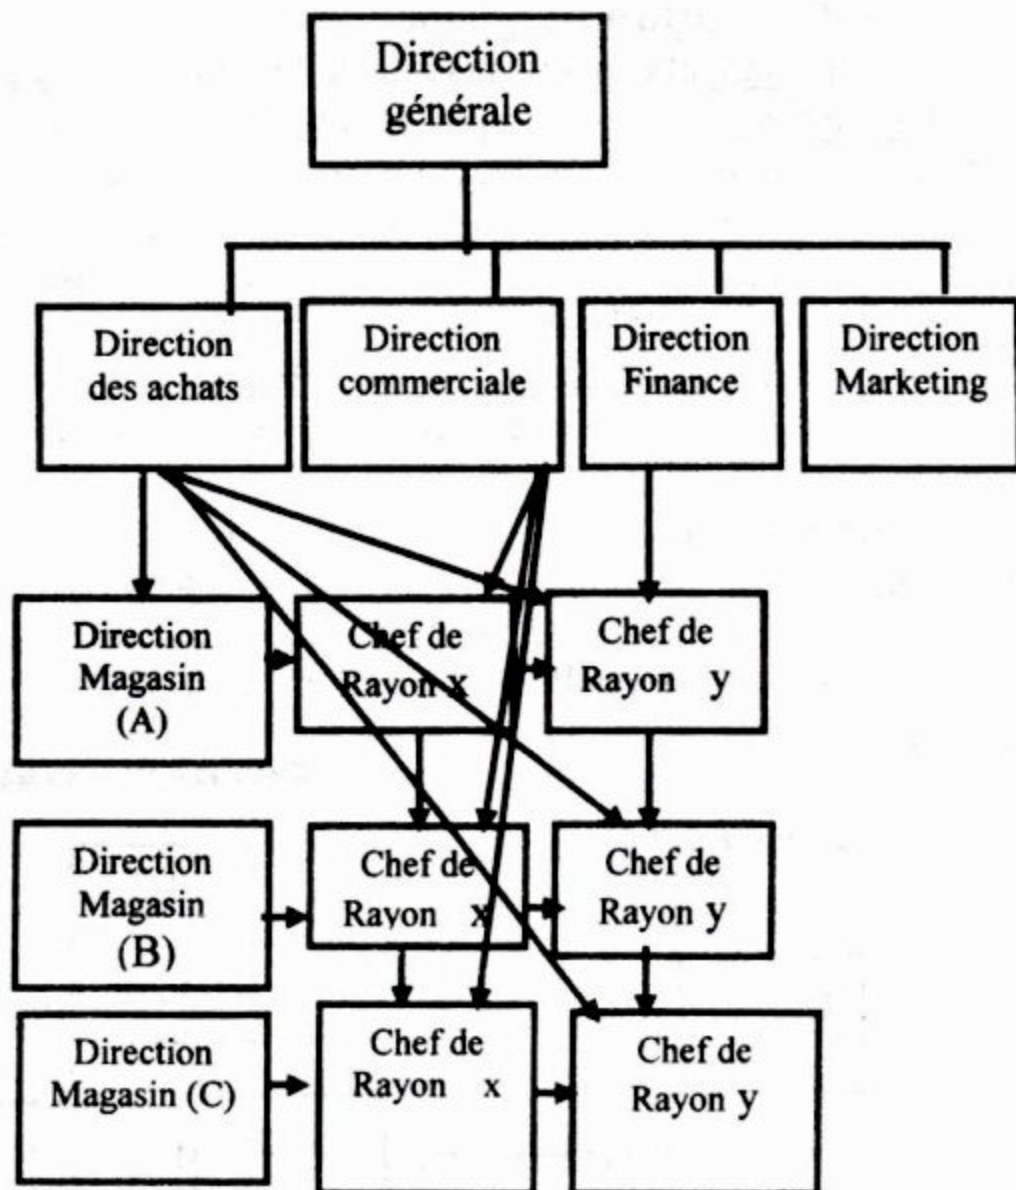 Direction
générale
Direction
des achats
Direction
commerciale
Direction
Finance
Direction
Marketing
Direction
Magasin
(A)
Chef de
Rayon x
Chef de
Rayon y
Direction
Magasin
(B)
Chef de
Rayon x
Chef de
Rayon y
Direction
Magasin (C)
Chef de
Rayon x
Chef de
Rayon y